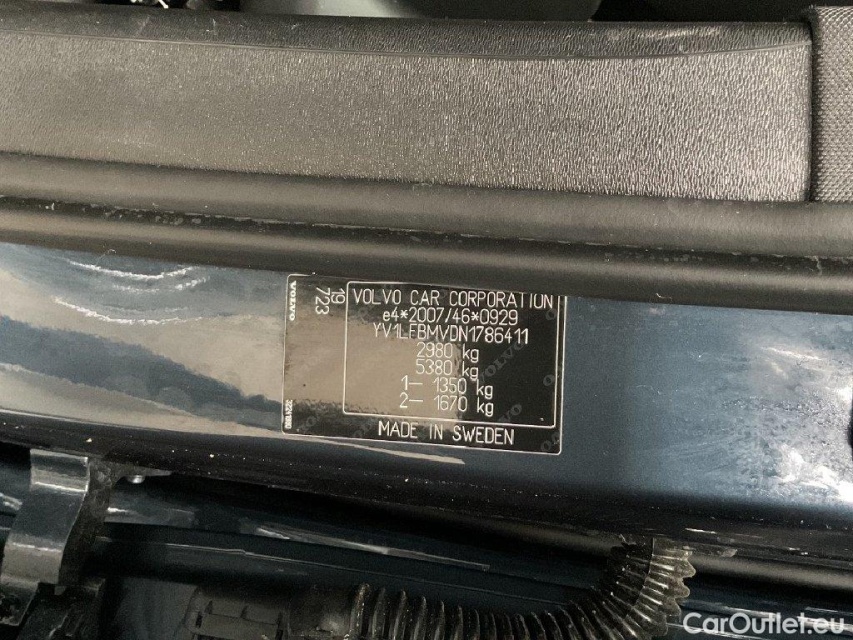 VOLVO
19
723
VOLVO CAR CORPORATION
e4*2007/46*0929
YV1LFBMVDN1786411
2980 kg
5380 kg
1– 1350 kg
2– 1670 kg
MADE IN SWEDEN
CarOutlet.eu